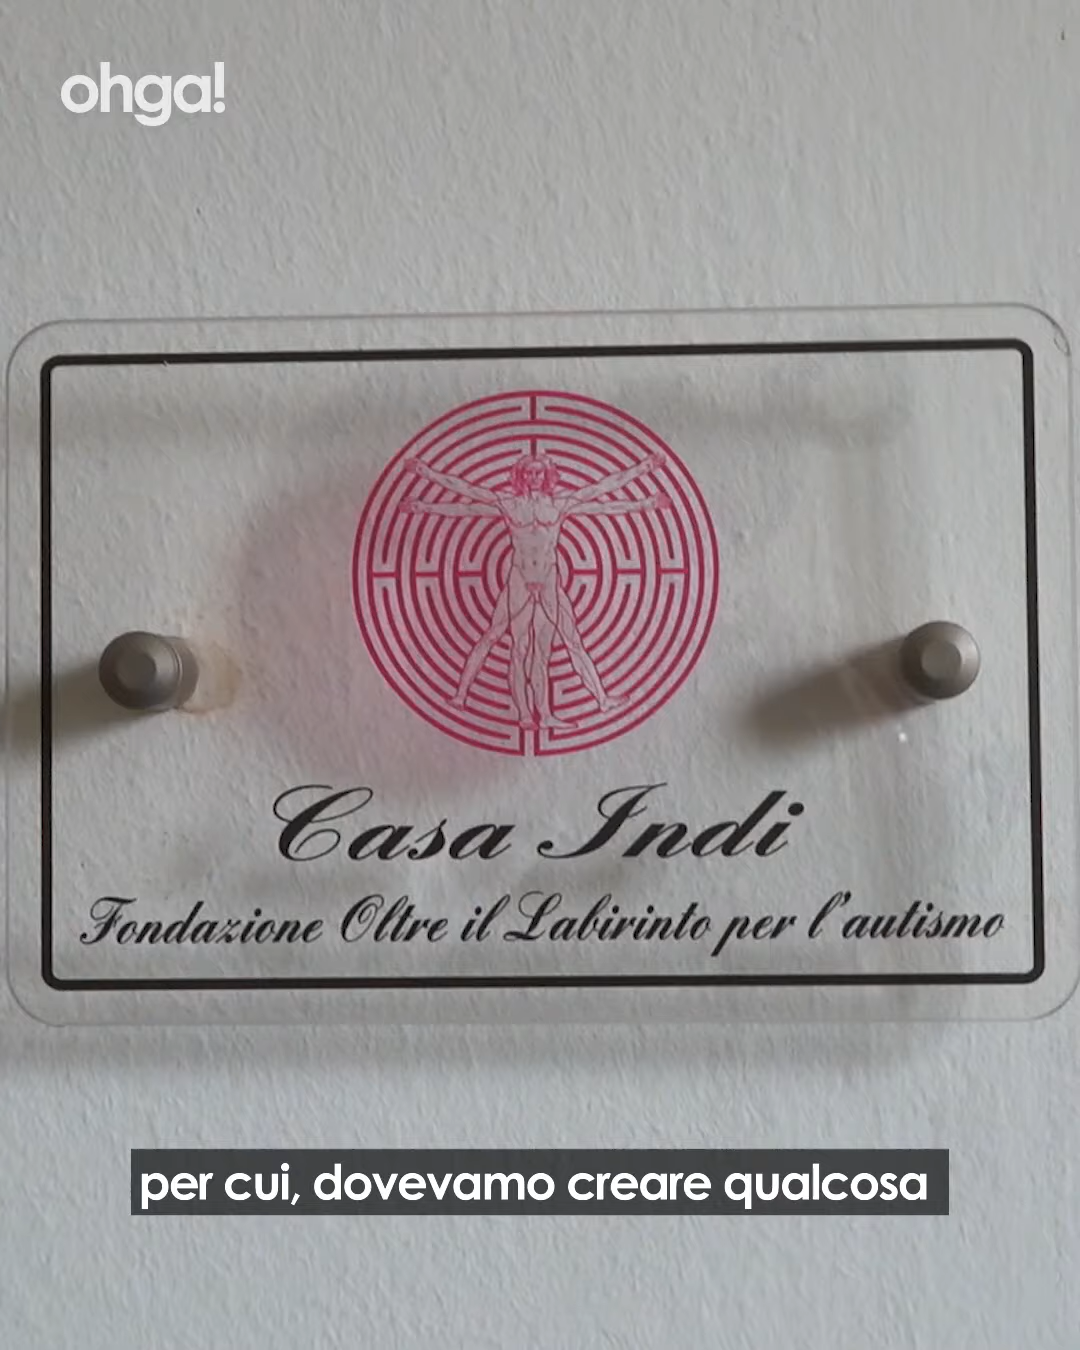 ohga!
Casa Indi
Fondazione Oltre il Labirinto per l'autismo
per cui, dovevamo creare qualcosa